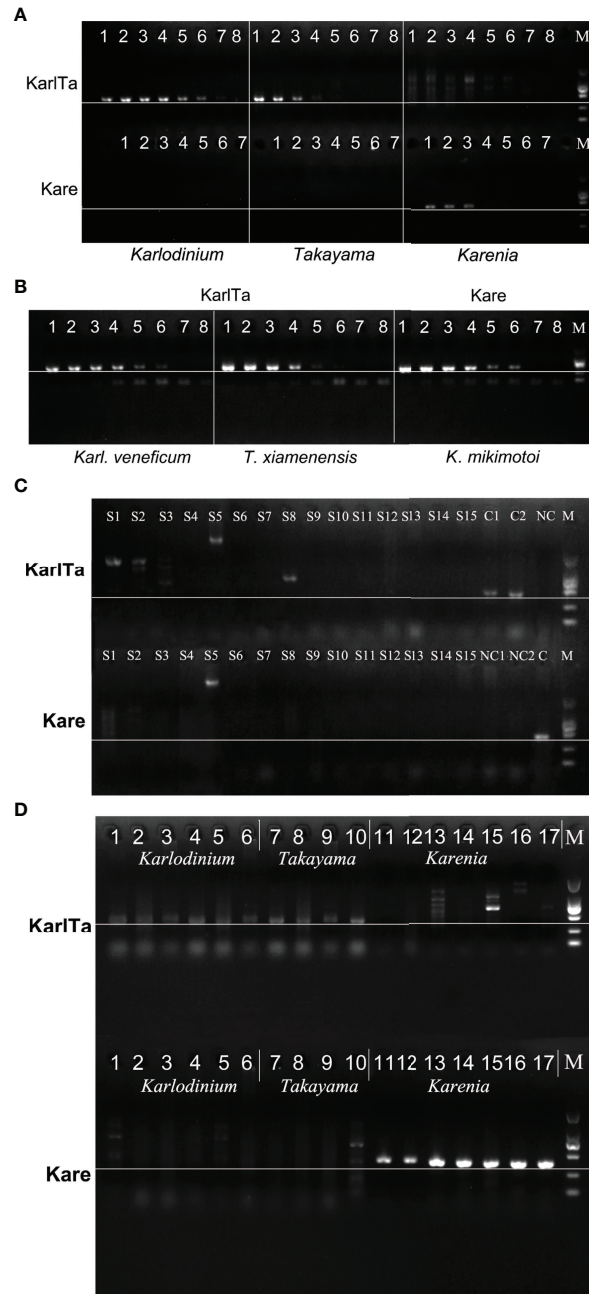 A
1 2 3 4 5 6 7 8 1 2 3 4 5 6 7 8 1 2 3 4 5 6 7 8 M
KarlTa
1 2 3 4 5 6 7 1 2 3 4 5 6 7 1 2 3 4 5 6 7 M
Kare
Karlodinium Takayama Karenia
B
KarlTa Kare
1 2 3 4 5 6 7 8 1 2 3 4 5 6 7 8 1 2 3 4 5 6 7 8 M
Karl. veneficum T. xiamenensis K. mikimotoi
C
S1 S2 S3 S4 S5 S6 S7 S8 S9 S10 S11 S12 S13 S14 S15 C1 C2 NC M
KarlTa
S1 S2 S3 S4 S5 S6 S7 S8 S9 S10 S11 S12 S13 S14 S15 NC1 NC2 C M
Kare
D
1 2 3 4 5 6 7 8 9 10 11 12 13 14 15 16 17 M
Karlodinium Takayama Karenia
KarlTa
1 2 3 4 5 6 7 8 9 10 11 12 13 14 15 16 17 M
Karlodinium Takayama Karenia
Kare